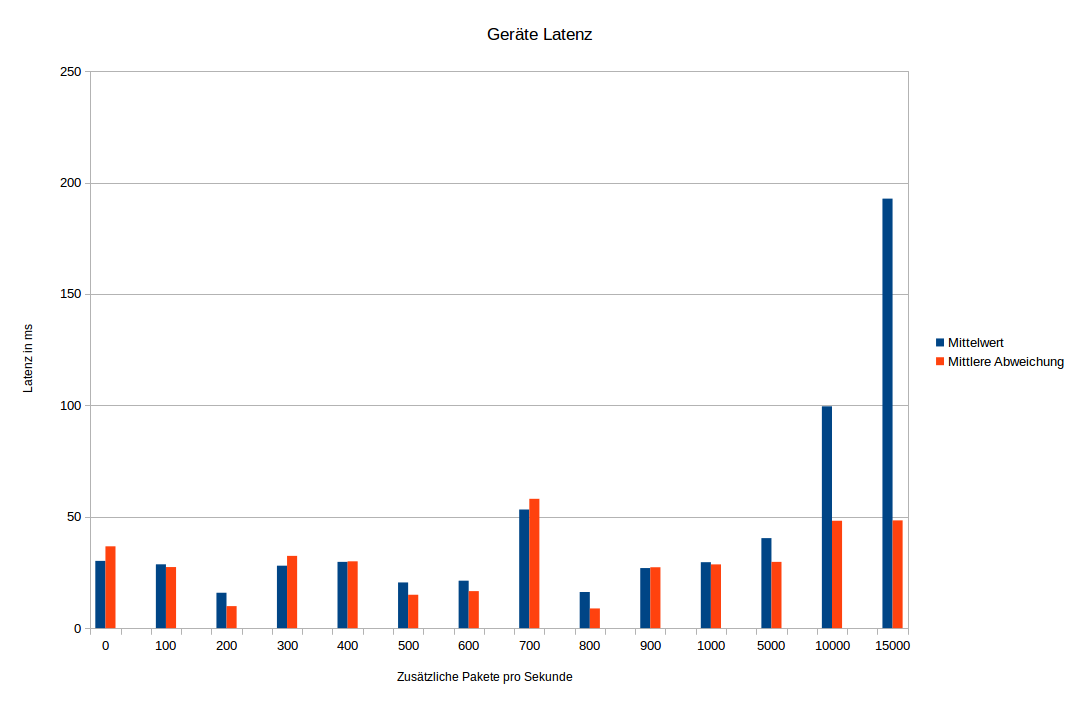 Geräte Latenz
250
200
150
100
50
0
Latenz in ms
0 100 200 300 400 500 600 700 800 900 1000 5000 10000 15000
Zusätzliche Pakete pro Sekunde
Mittelwert
Mittlere Abweichung